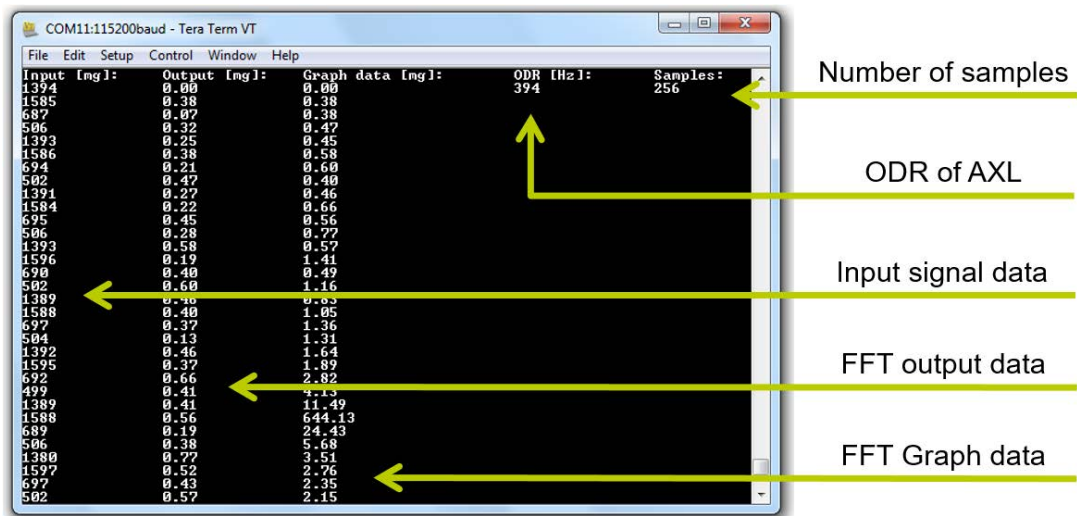 COM11:115200baud - Tera Term VT
File Edit Setup Control Window Help
Input [mg]: Output [mg]: Graph data [mg]: ODR [Hz]: Samples:
1394 0.00 0.00 394 256
1585 0.38 0.38
687 0.07 0.38
506 0.32 0.47
1393 0.25 0.45
1586 0.38 0.58
694 0.21 0.60
502 0.47 0.40
1391 0.27 0.46
1584 0.22 0.66
695 0.45 0.56
506 0.28 0.77
1393 0.58 0.57
1596 0.19 1.41
690 0.40 0.49
502 0.60 1.16
1389 0.46 0.83
1588 0.40 1.05
697 0.37 1.36
504 0.13 1.31
1392 0.46 1.64
1595 0.37 1.89
692 0.66 2.82
499 0.41 4.13
1389 0.41 11.49
1588 0.56 644.13
689 0.19 24.43
506 0.38 5.68
1380 0.77 3.51
1597 0.52 2.76
697 0.43 2.35
502 0.57 2.15
Number of samples
ODR of AXL
Input signal data
FFT output data
FFT Graph data